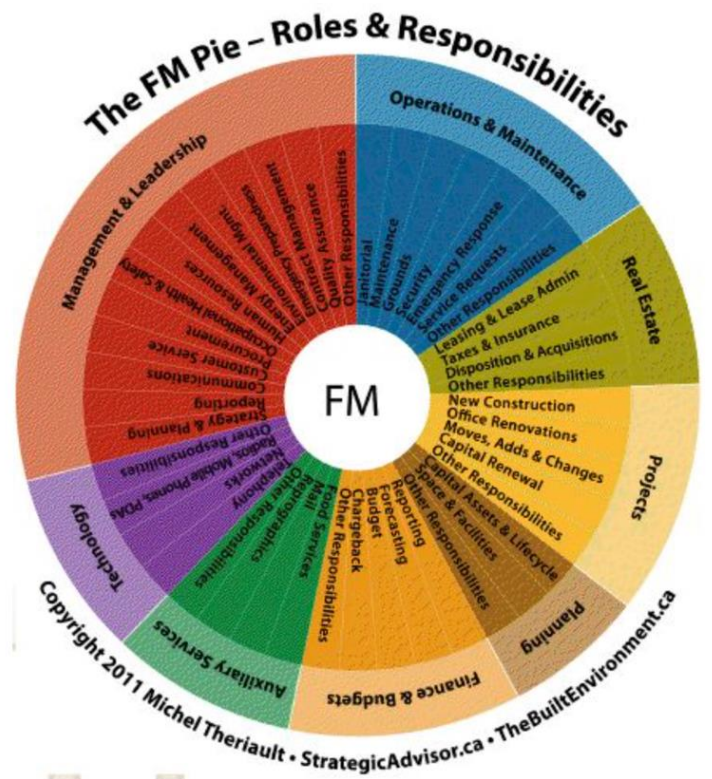 The FM Pie – Roles & Responsibilities
Operations & Maintenance
Janitorial
Maintenance
Grounds
Security
Emergency Response
Service Requests
Other Responsibilities
Real Estate
Leasing & Lease Admin
Taxes & Insurance
Disposition & Acquisitions
Other Responsibilities
Projects
New Construction
Office Renovations
Moves, Adds & Changes
Capital Renewal
Other Responsibilities
Planning
Capital Assets & Lifecycle
Space & Facilities
Other Responsibilities
Finance & Budgets
Reporting
Forecasting
Budget
Chargeback
Other Responsibilities
Auxiliary Services
Food Services
Mail
Reprographics
Other Responsibilities
Technology
Telephony
Networks
Radios, Mobile Phones, PDAs
Other Responsibilities
Management & Leadership
Strategy & Planning
Reporting
Communications
Customer Service
Procurement
Occupational Health & Safety
Human Resources
Energy Management
Environmental Mgmt
Emergency Preparedness
Contract Management
Quality Assurance
Other Responsibilities
FM
Copyright 2011 Michel Theriault • StrategicAdvisor.ca • TheBuiltEnvironment.ca